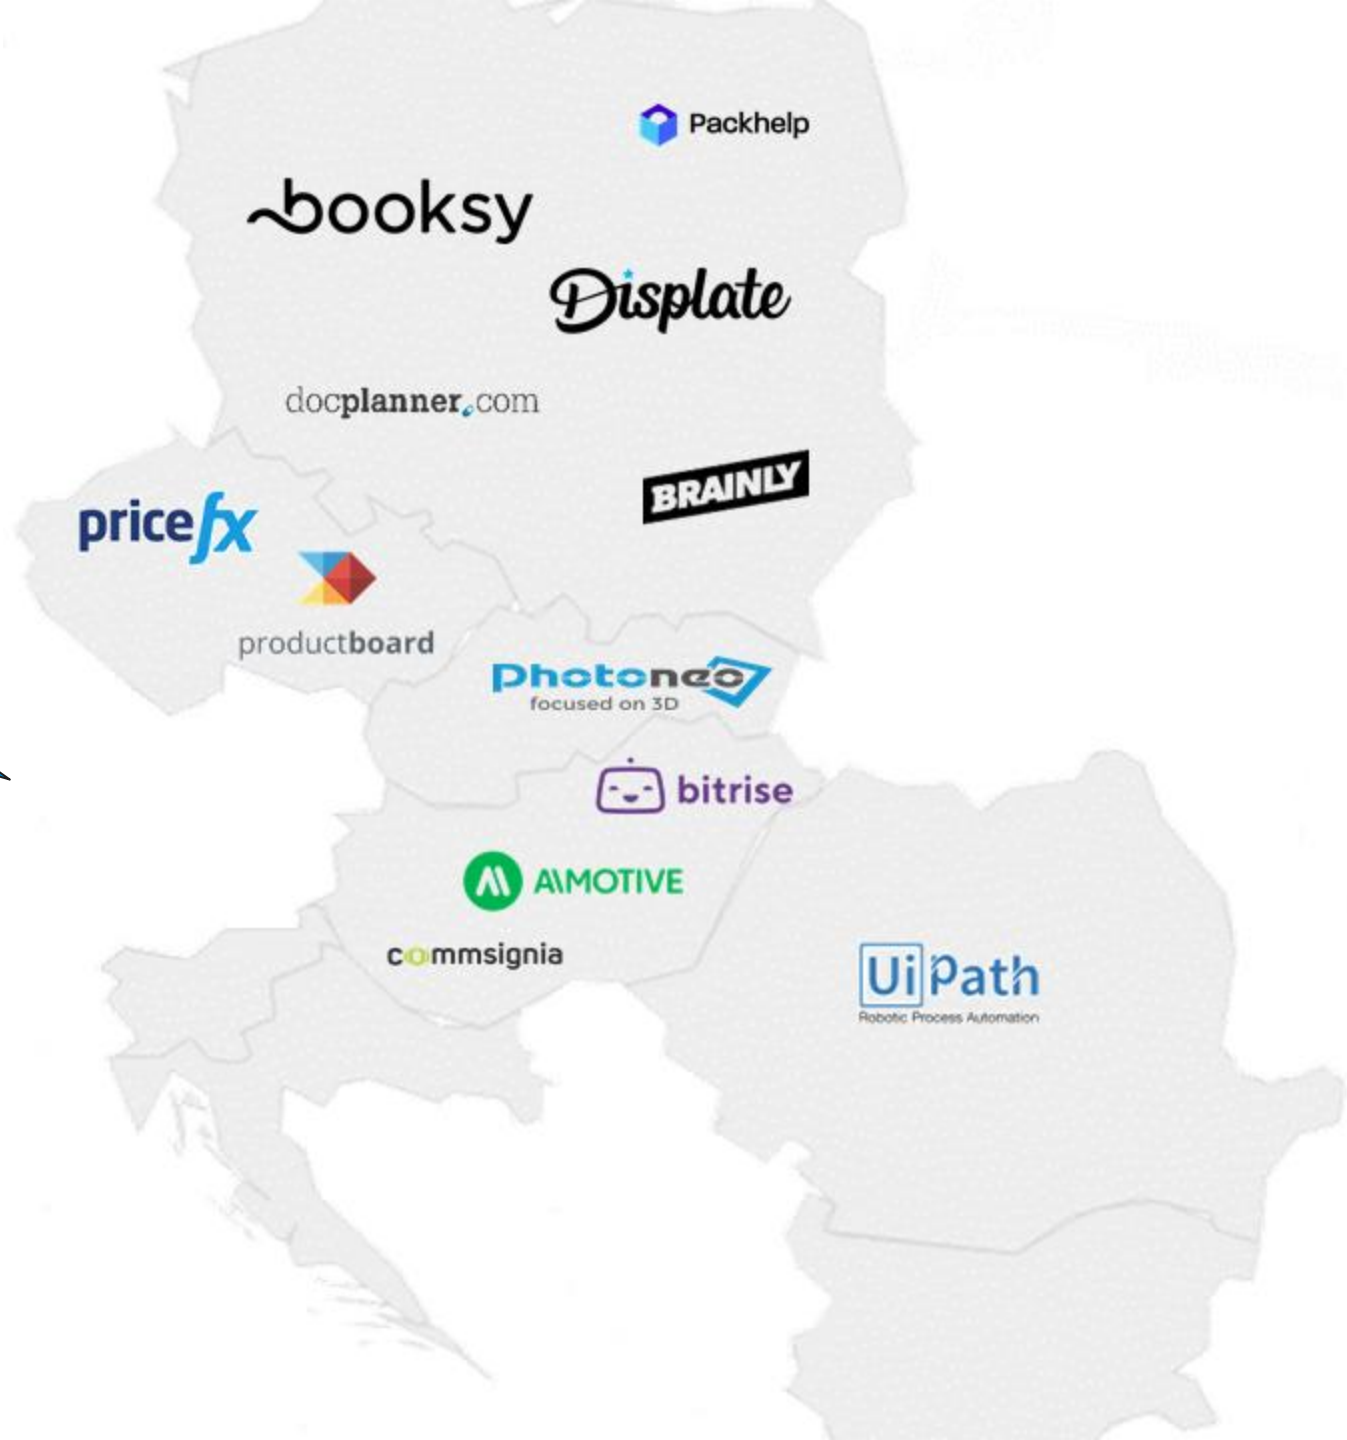 Packhelp
booksy
Displate
docplanner.com
BRAINLY
pricefx
productboard
Photoneo
focused on 3D
bitrise
AIMOTIVE
commsignia
UiPath
Robotic Process Automation